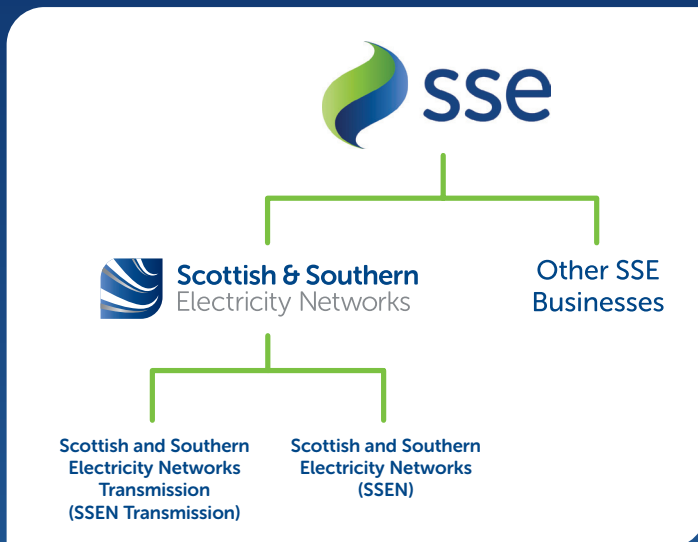 sse
Scottish & Southern
Electricity Networks
Other SSE
Businesses
Scottish and Southern
Electricity Networks
Transmission
(SSEN Transmission)
Scottish and Southern
Electricity Networks
(SSEN)